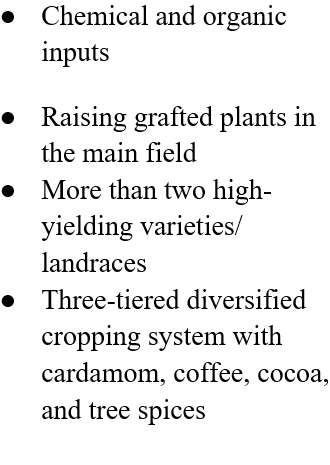 ● Chemical and organic
inputs
● Raising grafted plants in
the main field
● More than two high-
yielding varieties/
landraces
● Three-tiered diversified
cropping system with
cardamom, coffee, cocoa,
and tree spices